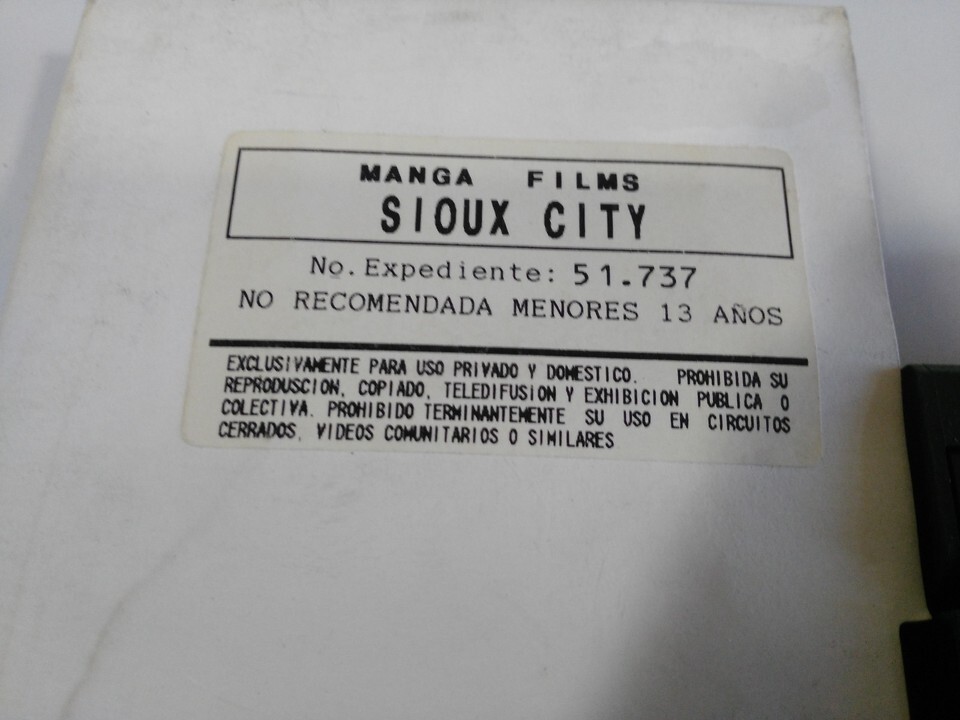 MANGA FILMS
SIOUX CITY
No. Expediente: 51.737
NO RECOMENDADA MENORES 13 AÑOS
EXCLUSIVAMENTE PARA USO PRIVADO Y DOMESTICO. PROHIBIDA SU
REPRODUSCION, COPIADO, TELEDIFUSION Y EXHIBICION PUBLICA O
COLECTIVA. PROHIBIDO TERMINANTEMENTE SU USO EN CIRCUITOS
CERRADOS, VIDEOS COMUNITARIOS O SIMILARES